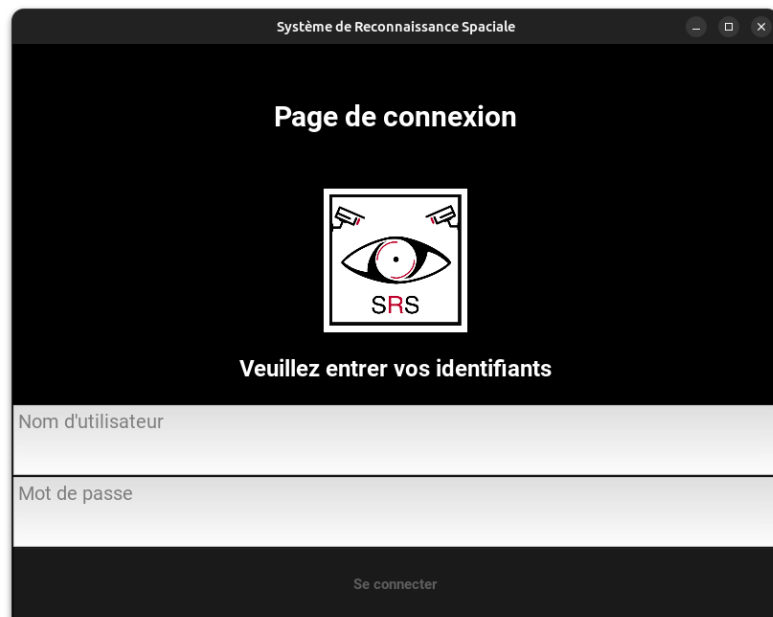 Système de Reconnaissance Spaciale
Page de connexion
SRS
Veuillez entrer vos identifiants
Nom d'utilisateur
Mot de passe
Se connecter